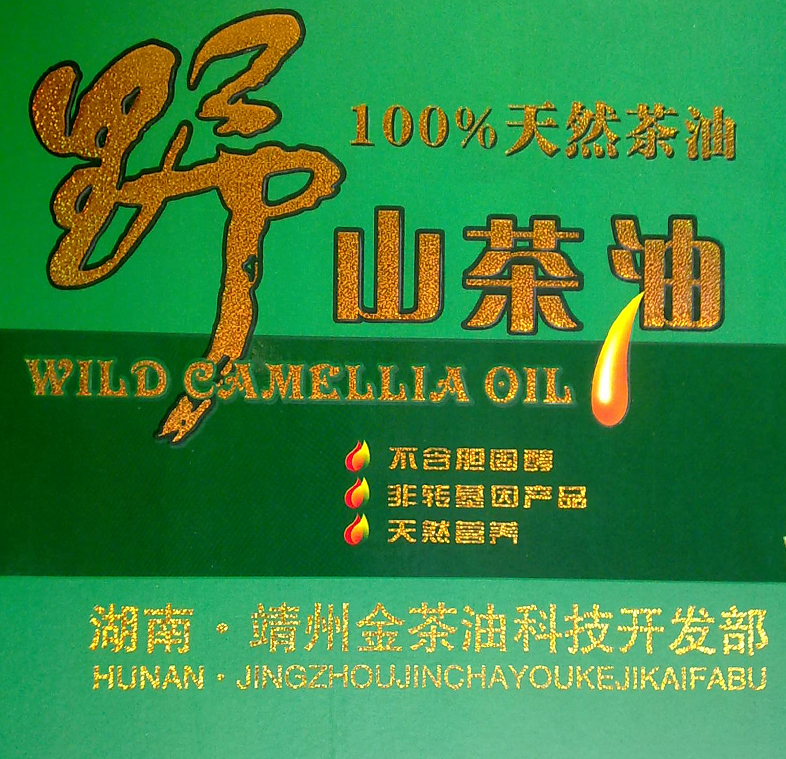 100%天然茶油
野山茶油
WILD CAMELLIA OIL
不含胆固醇
非转基因产品
天然营养
湖南·靖州金茶油科技开发部
HUNAN·JINGZHOUJINCHAYOUKEJIKAIFABU